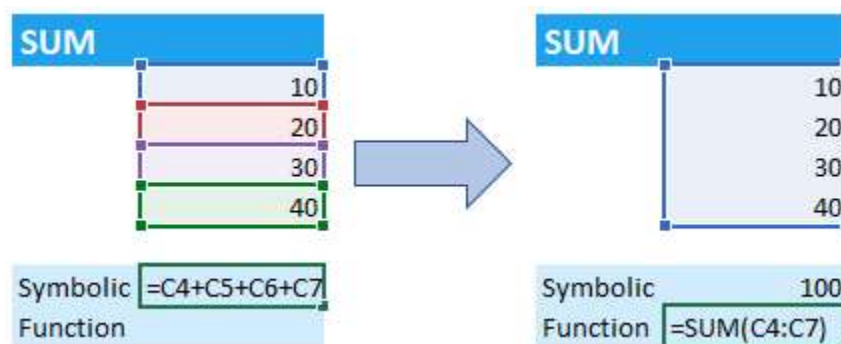 SUM
10
20
30
40
Symbolic =C4+C5+C6+C7
Function
SUM
10
20
30
40
Symbolic 100
Function =SUM(C4:C7)